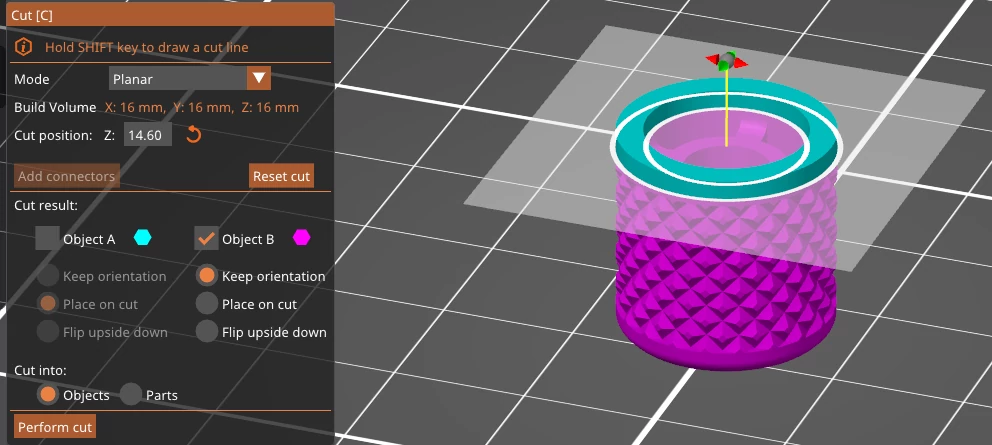 Cut [C]
Hold SHIFT key to draw a cut line
Mode Planar
Build Volume X: 16 mm, Y: 16 mm, Z: 16 mm
Cut position: Z: 14.60
Add connectors Reset cut
Cut result:
Object A Object B
Keep orientation Keep orientation
Place on cut Place on cut
Flip upside down Flip upside down
Cut into:
Objects Parts
Perform cut